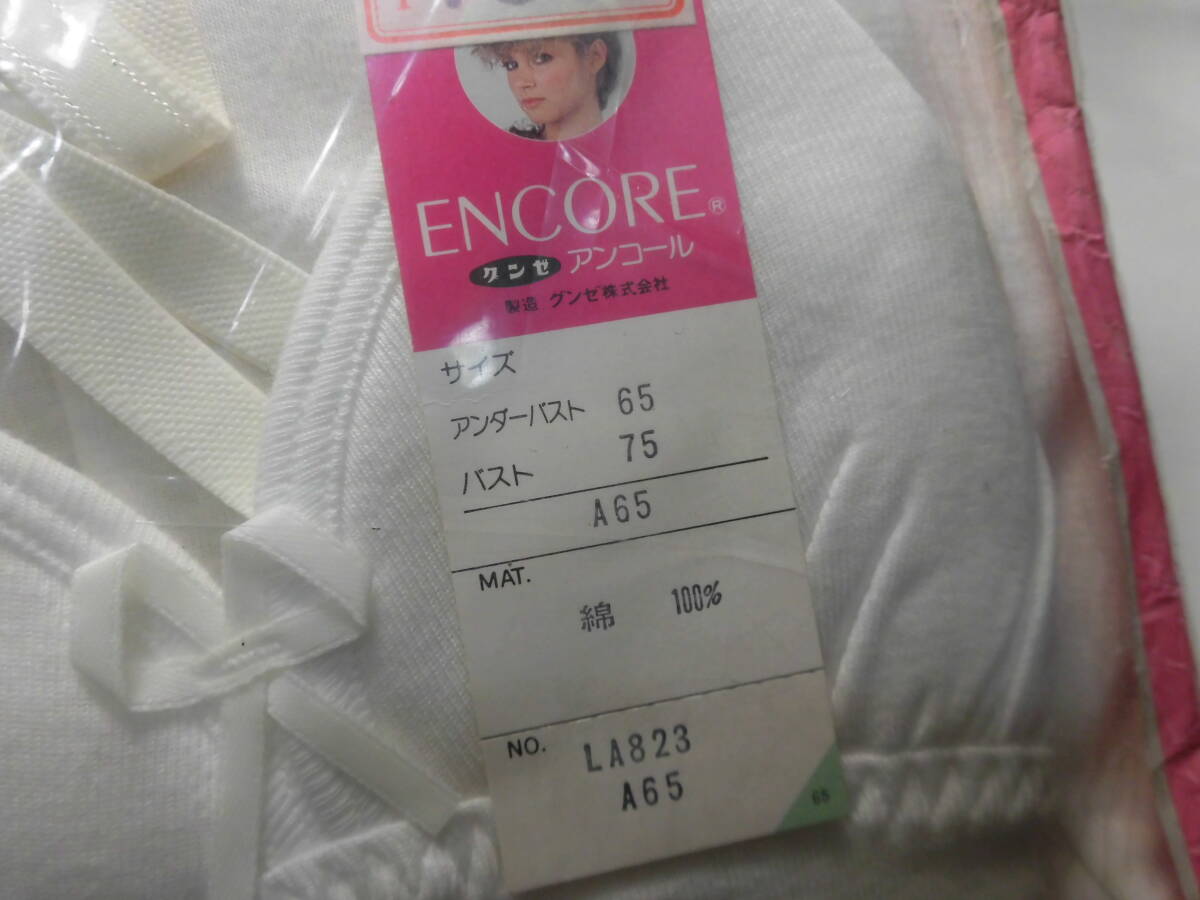 ENCORE®
グンゼ アンコール
製造 グンゼ株式会社
サイズ
アンダーバスト 65
バスト 75
A65
MAT.
綿 100%
NO. LA823
A65
65